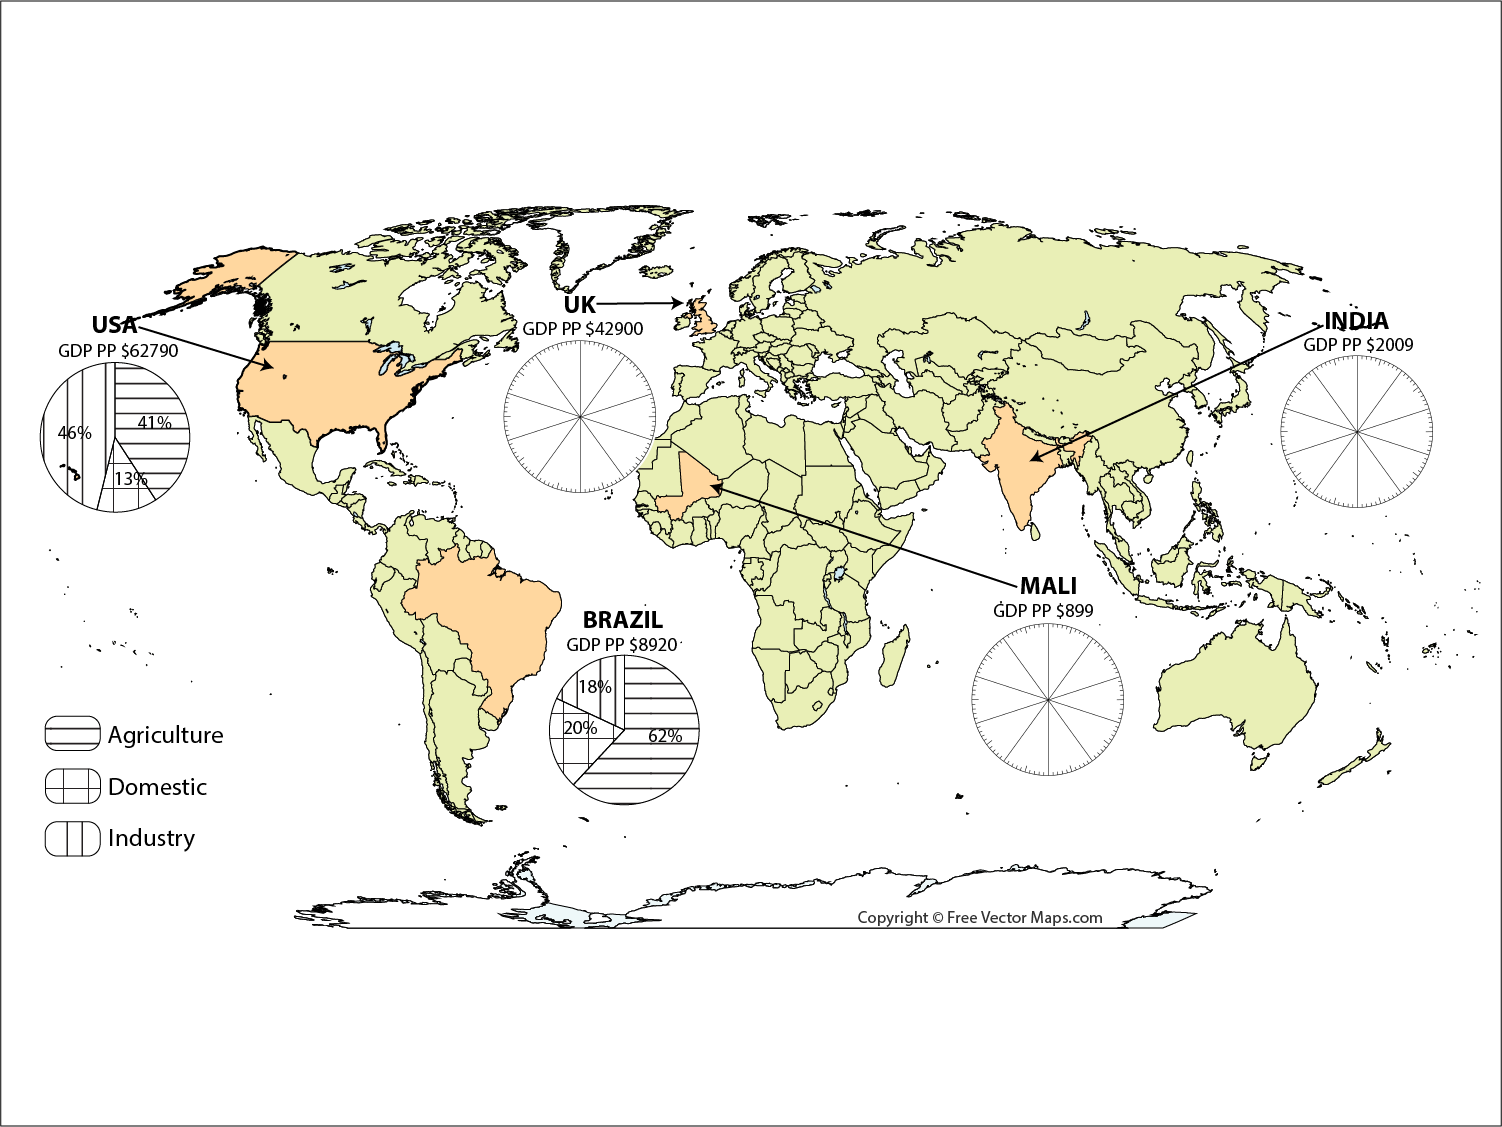 UK
GDP PP $42900
USA
GDP PP $62790
41%
46%
13%
INDIA
GDP PP $2009
MALI
GDP PP $899
BRAZIL
GDP PP $8920
18%
20%
62%
Agriculture
Domestic
Industry
Copyright © Free Vector Maps.com